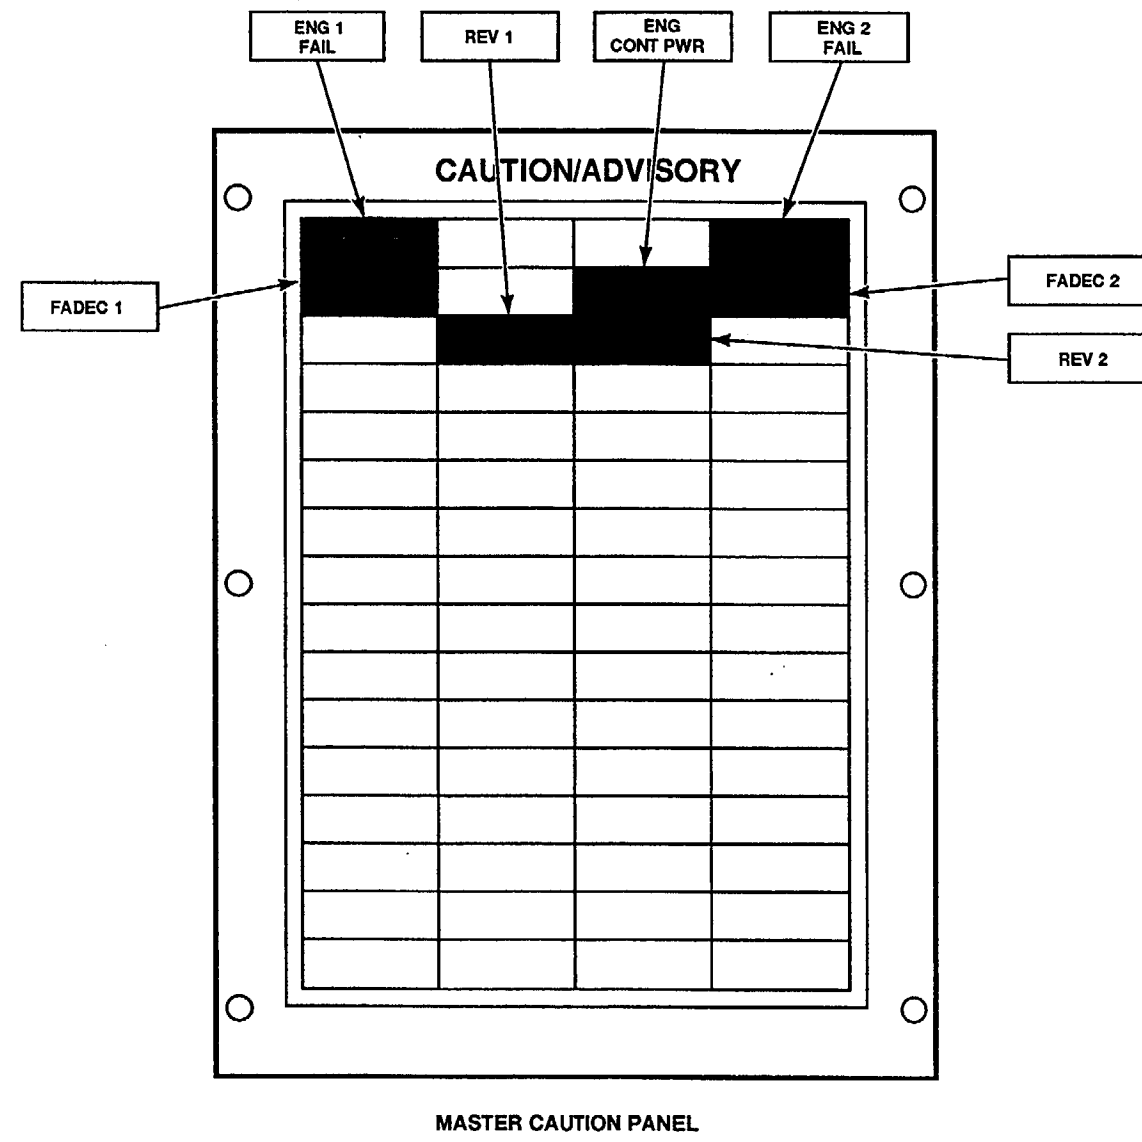 ENG 1
FAIL
REV 1
ENG
CONT PWR
ENG 2
FAIL
CAUTION/ADVISORY
FADEC 1
FADEC 2
REV 2
MASTER CAUTION PANEL